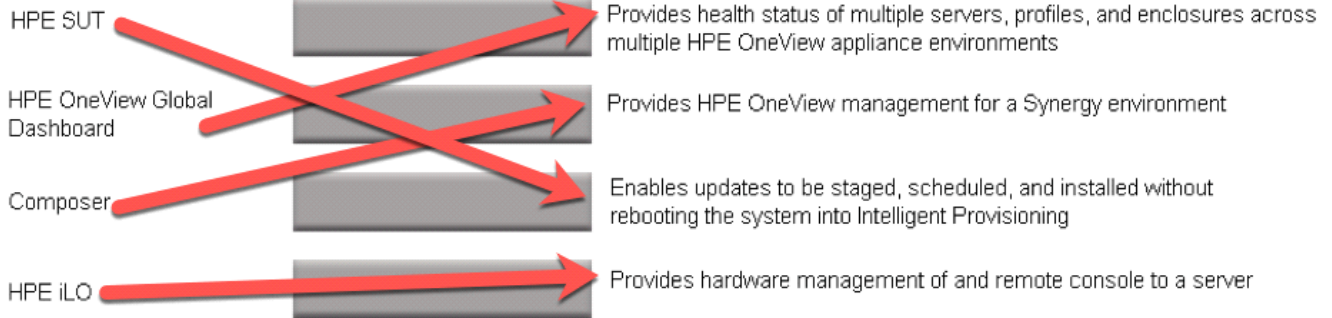 HPE SUT
Provides health status of multiple servers, profiles, and enclosures across
multiple HPE OneView appliance environments
HPE OneView Global
Dashboard
Provides HPE OneView management for a Synergy environment
Composer
Enables updates to be staged, scheduled, and installed without
rebooting the system into Intelligent Provisioning
HPE iLO
Provides hardware management of and remote console to a server